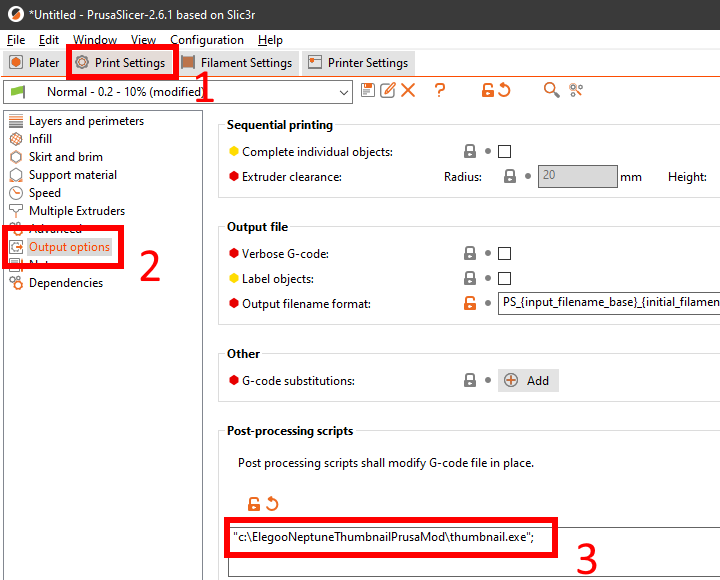 *Untitled - PrusaSlicer-2.6.1 based on Slic3r
File Edit Window View Configuration Help
Plater Print Settings Filament Settings Printer Settings
1
Normal - 0.2 - 10% (modified)
Layers and perimeters
Infill
Skirt and brim
Support material
Speed
Multiple Extruders
Advanced
Output options
2
Dependencies
Sequential printing
Complete individual objects:
Extruder clearance: Radius: 20 mm Height:
Output file
Verbose G-code:
Label objects:
Output filename format: PS_{input_filename_base}_{initial_filamen
Other
G-code substitutions: Add
Post-processing scripts
Post processing scripts shall modify G-code file in place.
"c:\ElegooNeptuneThumbnailPrusaMod\thumbnail.exe";
3